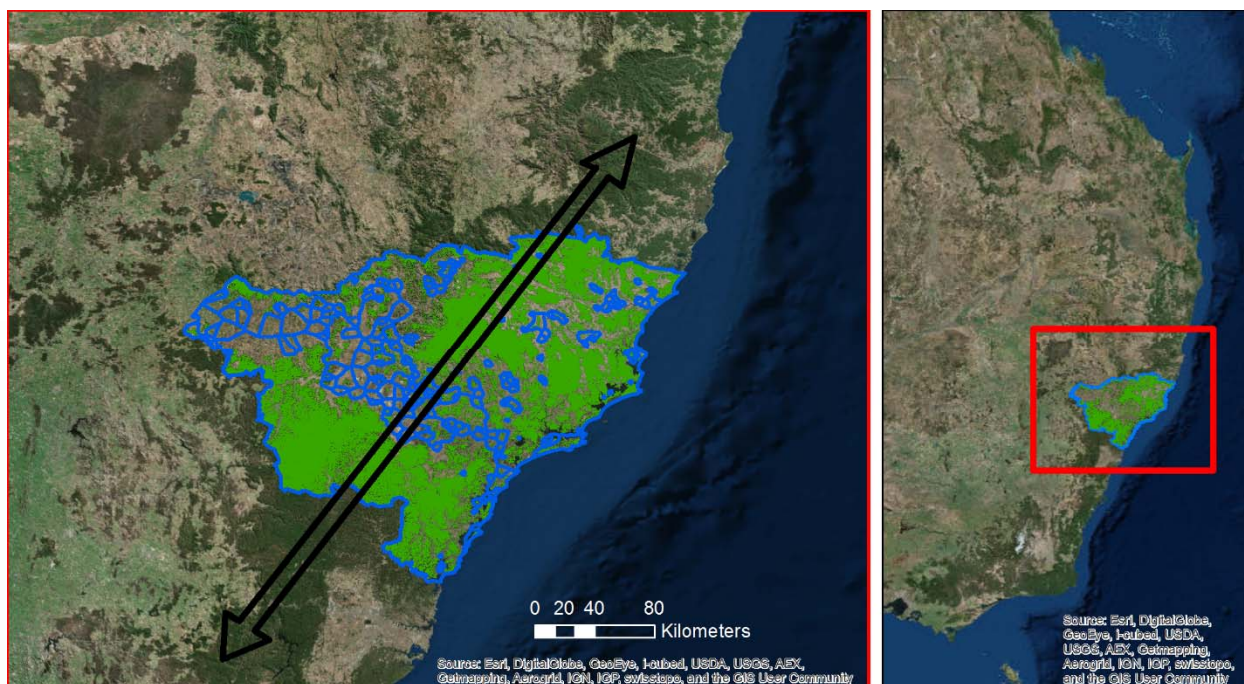 0 20 40 80
Kilometers
Source: Esri, DigitalGlobe, GeoEye, i-cubed, USDA, USGS, AEX,
Getmapping, Aerogrid, IGN, IGP, swisstopo, and the GIS User Community
Source: Esri, DigitalGlobe,
GeoEye, i-cubed, USDA,
USGS, AEX, Getmapping,
Aerogrid, IGN, IGP, swisstopo,
and the GIS User Community